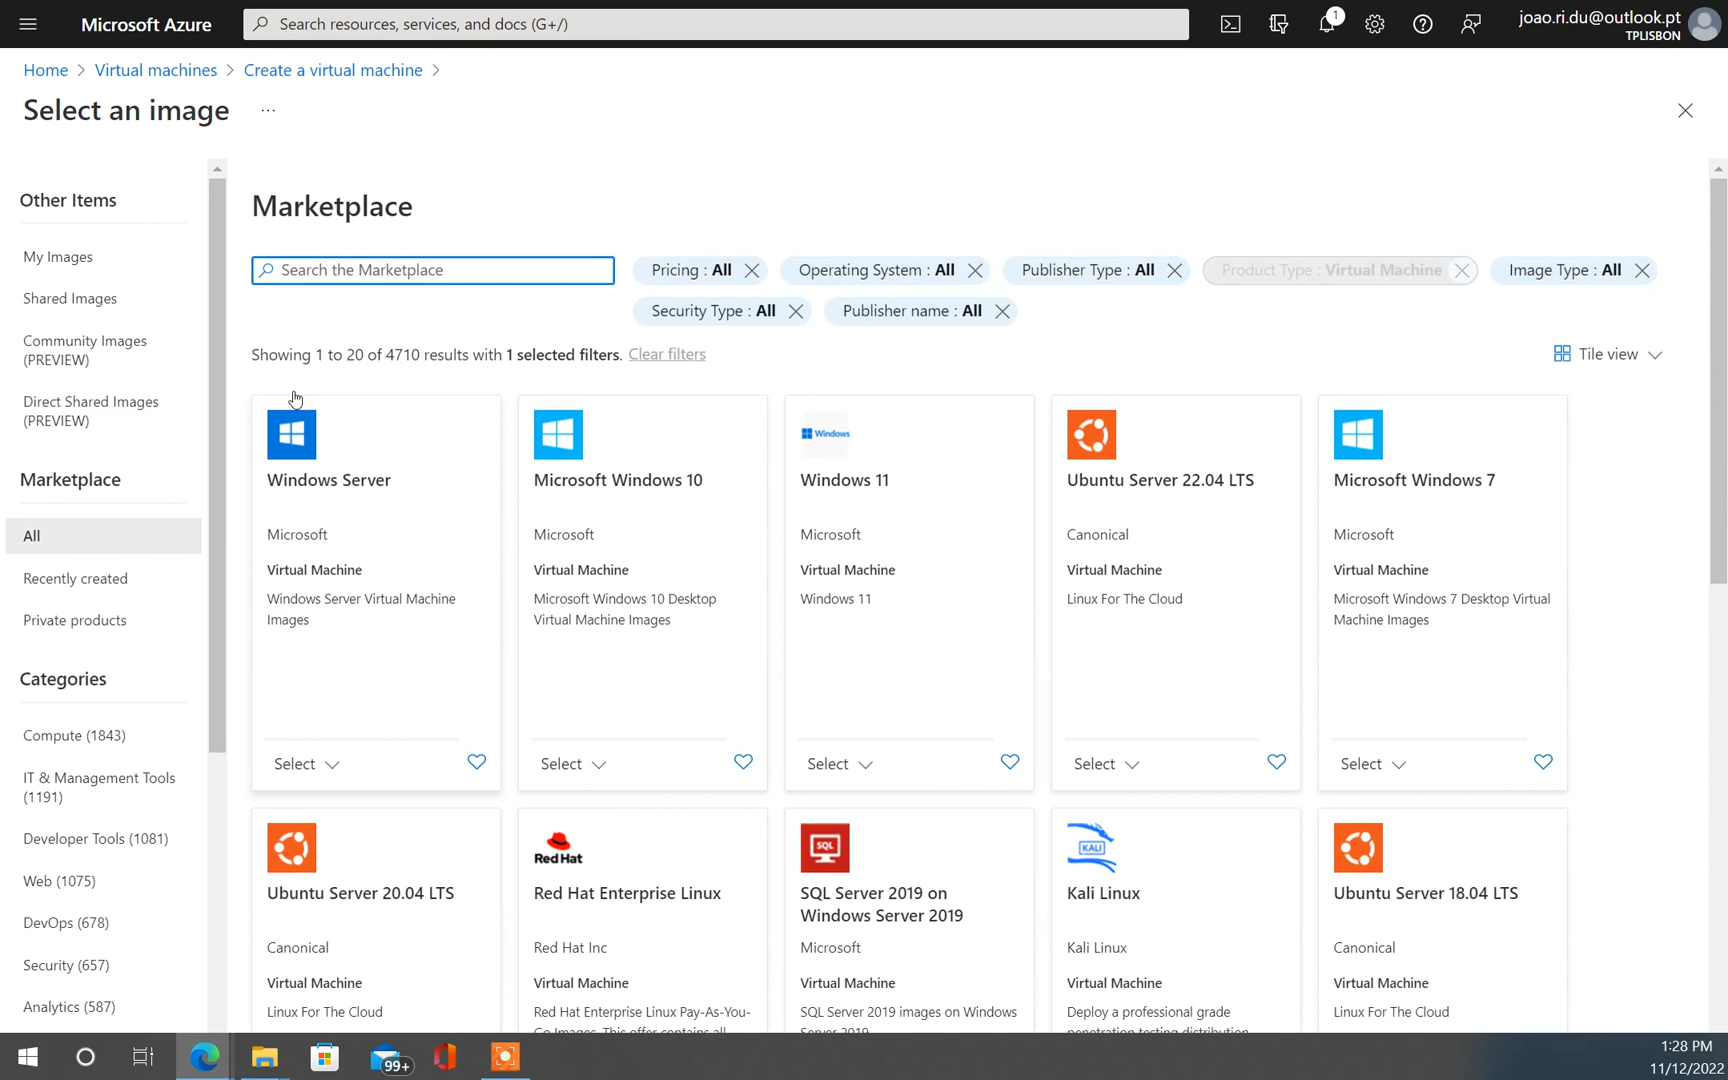 Microsoft Azure
Search resources, services, and docs (G+/)
1
joao.ri.du@outlook.pt
TPLISBON
Home > Virtual machines > Create a virtual machine >
Select an image ...
Other Items
My Images
Shared Images
Community Images
(PREVIEW)
Direct Shared Images
(PREVIEW)
Marketplace
All
Recently created
Private products
Categories
Compute (1843)
IT & Management Tools
(1191)
Developer Tools (1081)
Web (1075)
DevOps (678)
Security (657)
Analytics (587)
Marketplace
Search the Marketplace
Pricing : All
Operating System : All
Publisher Type : All
Product Type : Virtual Machine
Image Type : All
Security Type : All
Publisher name : All
Showing 1 to 20 of 4710 results with 1 selected filters. Clear filters
Tile view
Windows Server
Microsoft
Virtual Machine
Windows Server Virtual Machine
Images
Select
Microsoft Windows 10
Microsoft
Virtual Machine
Microsoft Windows 10 Desktop
Virtual Machine Images
Select
Windows
Windows 11
Microsoft
Virtual Machine
Windows 11
Select
Ubuntu Server 22.04 LTS
Canonical
Virtual Machine
Linux For The Cloud
Select
Microsoft Windows 7
Microsoft
Virtual Machine
Microsoft Windows 7 Desktop Virtual
Machine Images
Select
Ubuntu Server 20.04 LTS
Canonical
Virtual Machine
Linux For The Cloud
Red Hat
Red Hat Enterprise Linux
Red Hat Inc
Virtual Machine
Red Hat Enterprise Linux Pay-As-You-
Go Images. This offer contains all
SQL
SQL Server 2019 on
Windows Server 2019
Microsoft
Virtual Machine
SQL Server 2019 images on Windows
Server 2019
KALI
Kali Linux
Kali Linux
Virtual Machine
Deploy a professional grade
penetration testing distribution
Ubuntu Server 18.04 LTS
Canonical
Virtual Machine
Linux For The Cloud
99+
1:28 PM
11/12/2022